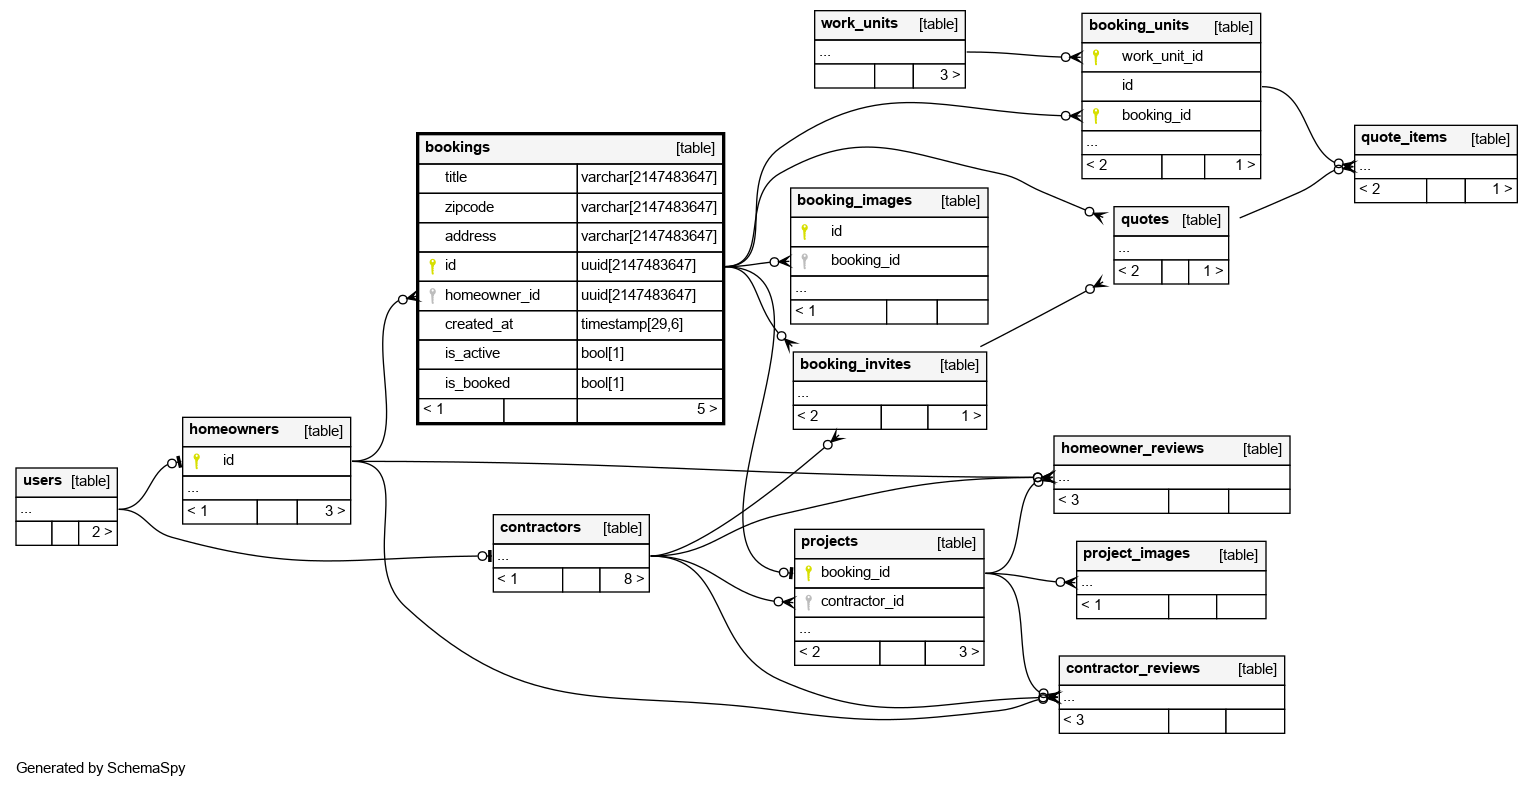 work_units [table]
...
3 >
booking_units [table]
work_unit_id
id
booking_id
...
< 2 1 >
quote_items [table]
...
< 2 1 >
bookings [table]
title varchar[2147483647]
zipcode varchar[2147483647]
address varchar[2147483647]
id uuid[2147483647]
homeowner_id uuid[2147483647]
created_at timestamp[29,6]
is_active bool[1]
is_booked bool[1]
< 1 5 >
booking_images [table]
id
booking_id
...
< 1
quotes [table]
...
< 2 1 >
booking_invites [table]
...
< 2 1 >
homeowners [table]
id
...
< 1 3 >
users [table]
...
2 >
contractors [table]
...
< 1 8 >
homeowner_reviews [table]
...
< 3
projects [table]
booking_id
contractor_id
...
< 2 3 >
project_images [table]
...
< 1
contractor_reviews [table]
...
< 3
Generated by SchemaSpy